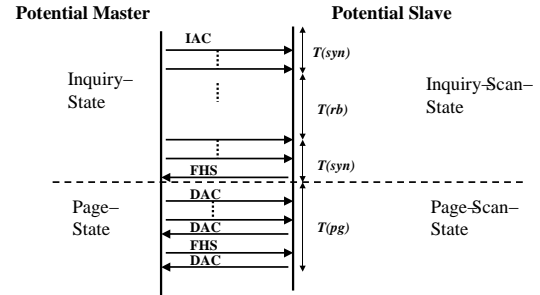 Potential Master
Potential Slave
IAC
T(syn)
Inquiry–
State
Inquiry-Scan–
State
T(rb)
T(syn)
FHS
DAC
Page–
State
Page-Scan–
State
T(pg)
DAC
FHS
DAC